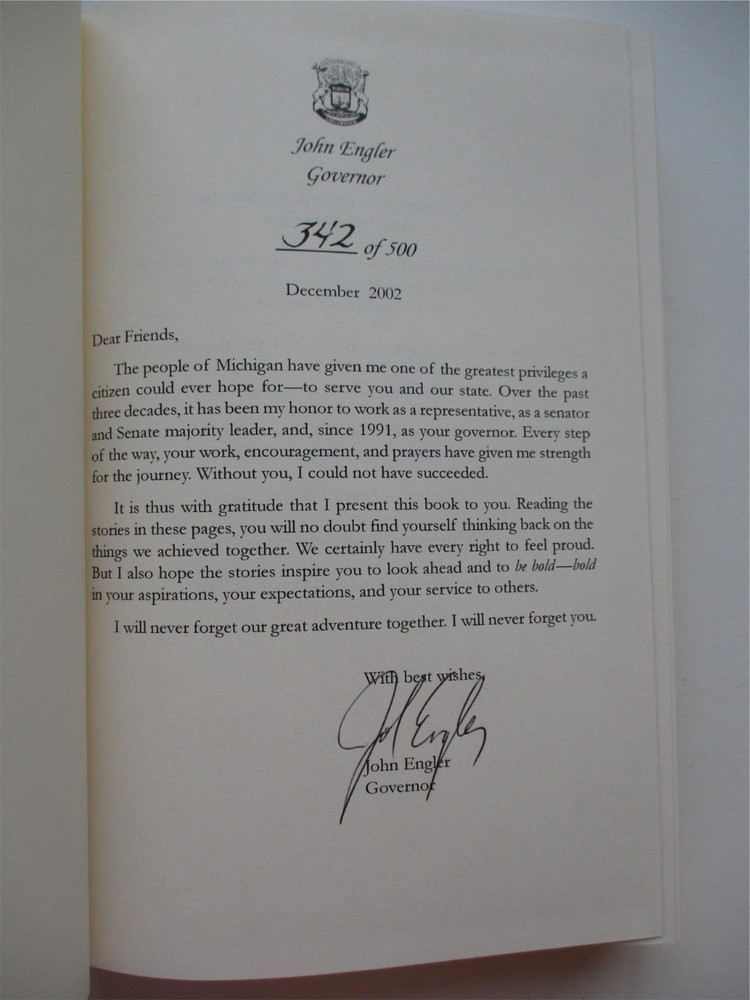 John Engler
Governor
342 of 500
December 2002
Dear Friends,
The people of Michigan have given me one of the greatest privileges a
citizen could ever hope for—to serve you and our state. Over the past
three decades, it has been my honor to work as a representative, as a senator
and Senate majority leader, and, since 1991, as your governor. Every step
of the way, your work, encouragement, and prayers have given me strength
for the journey. Without you, I could not have succeeded.
It is thus with gratitude that I present this book to you. Reading the
stories in these pages, you will no doubt find yourself thinking back on the
things we achieved together. We certainly have every right to feel proud.
But I also hope the stories inspire you to look ahead and to be bold—bold
in your aspirations, your expectations, and your service to others.
I will never forget our great adventure together. I will never forget you.
With best wishes,
John Engler
John Engler
Governor